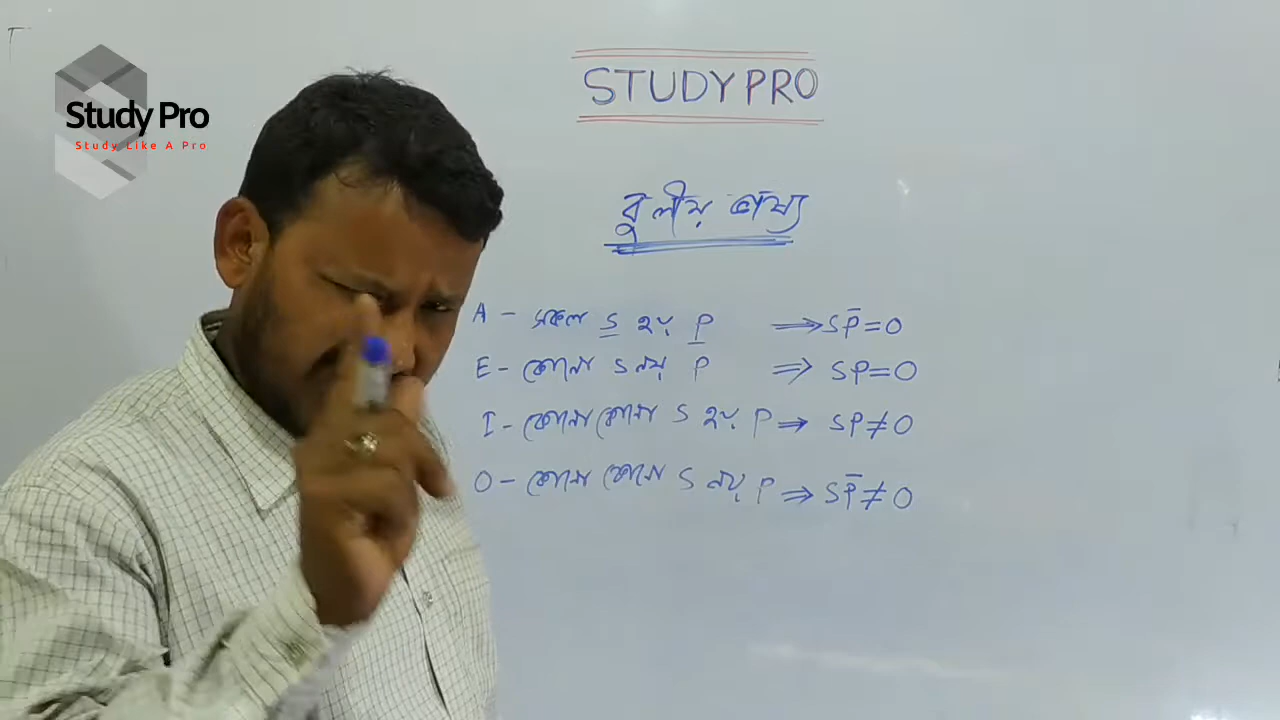 Study Pro
Study Like A Pro
STUDY PRO
বুলীয় ভাষ্য
A - সকল S হয় P ⟹ SP̄ = 0
E - কোনো S নয় P ⟹ SP = 0
I - কোনো কোনো S হয় P ⟹ SP ≠ 0
O - কোনো কোনো S নয় P ⟹ SP̄ ≠ 0